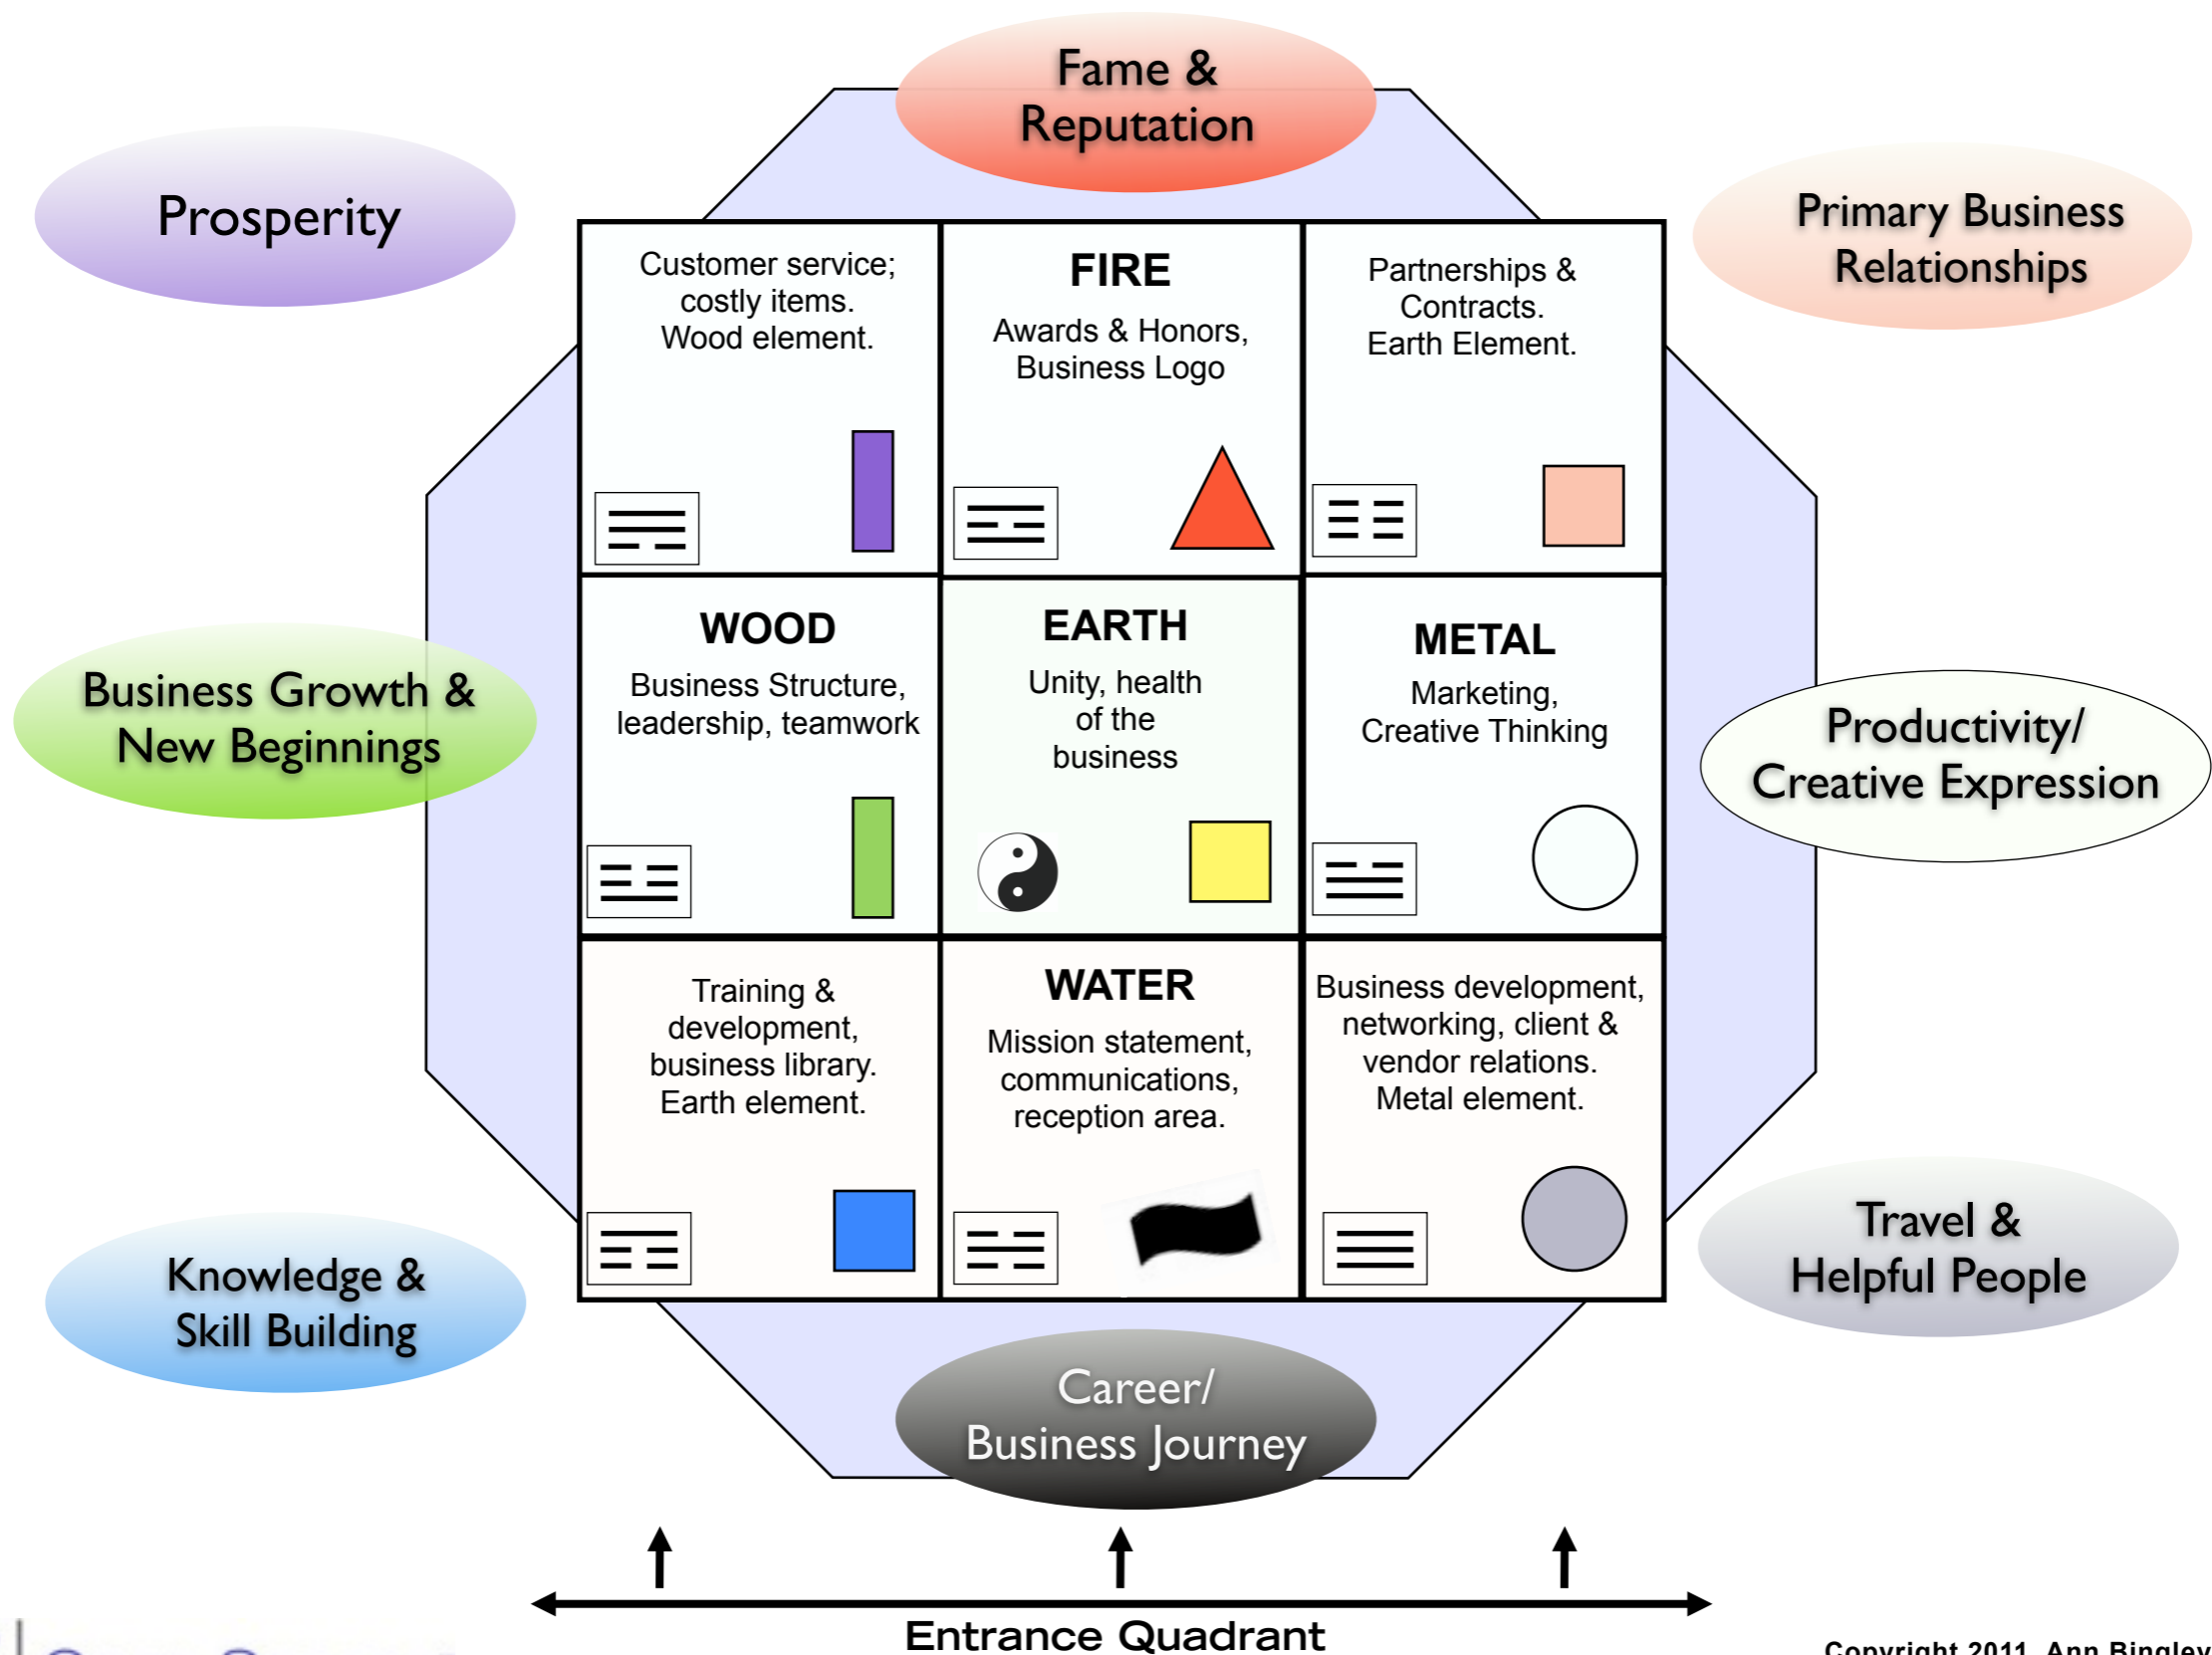 Fame &
Reputation
Prosperity
Primary Business
Relationships
Customer service;
costly items.
Wood element.
FIRE
Awards & Honors,
Business Logo
Partnerships &
Contracts.
Earth Element.
Business Growth &
New Beginnings
WOOD
Business Structure,
leadership, teamwork
EARTH
Unity, health
of the
business
METAL
Marketing,
Creative Thinking
Productivity/
Creative Expression
Training &
development,
business library.
Earth element.
WATER
Mission statement,
communications,
reception area.
Business development,
networking, client &
vendor relations.
Metal element.
Knowledge &
Skill Building
Travel &
Helpful People
Career/
Business Journey
Entrance Quadrant
Copyright 2011 Ann Bingley